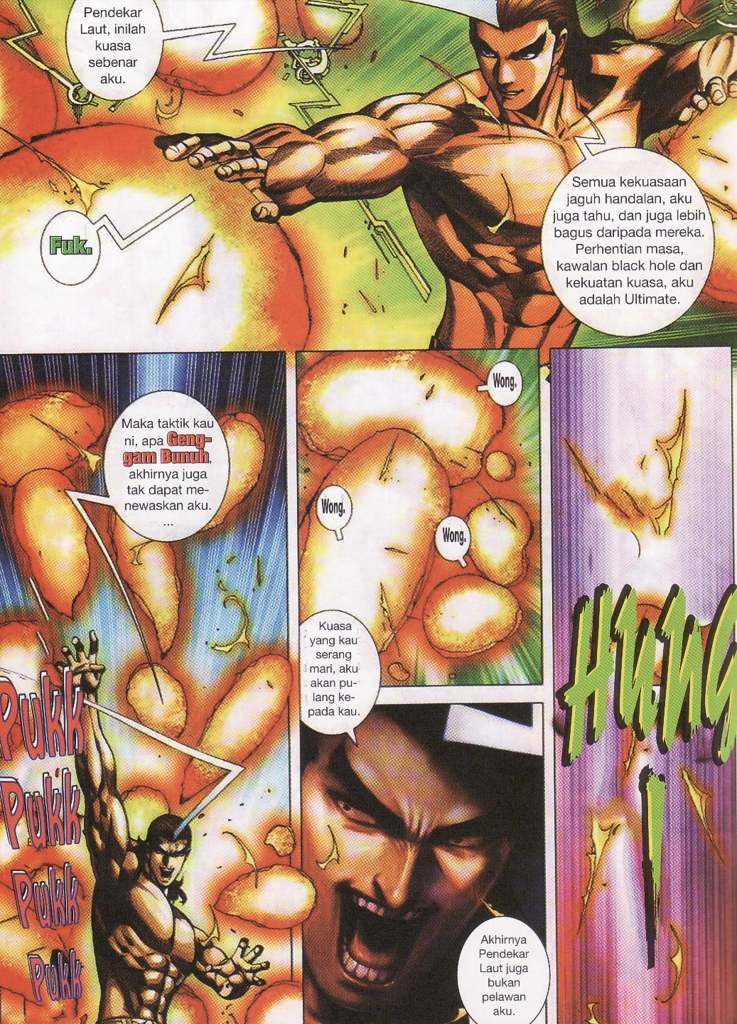 Pendekar
Laut, inilah
kuasa
sebenar
aku.
Fuk.
Semua kekuasaan
jaguh handalan, aku
juga tahu, dan juga lebih
bagus daripada mereka.
Perhentian masa,
kawalan black hole dan
kekuatan kuasa, aku
adalah Ultimate.
Maka taktik kau
ni, apa Geng-
gam Bunuh,
akhirnya juga
tak dapat me-
newaskan aku.
...
Pukk
Pukk
Pukk
Pukk
Wong.
Wong.
Wong.
Kuasa
yang kau
serang
mari, aku
akan pu-
lang ke-
pada kau.
Akhirnya
Pendekar
Laut juga
bukan
pelawan
aku.
Hung
!